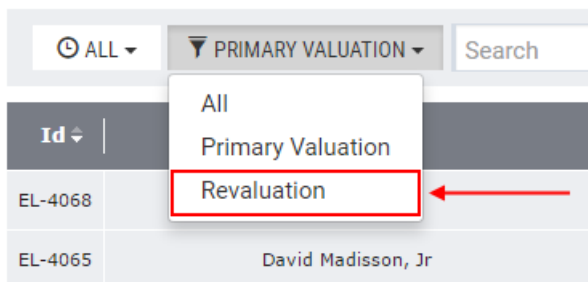 ALL PRIMARY VALUATION Search
All
Id
Primary Valuation
EL-4068 Revaluation
EL-4065 David Madisson, Jr